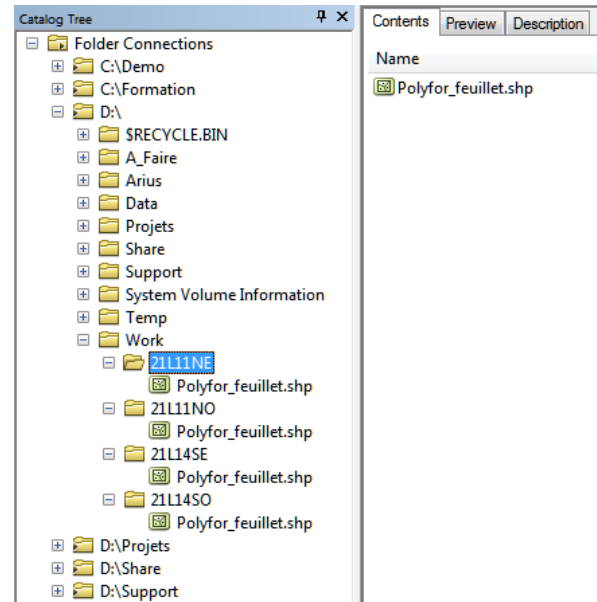 Catalog Tree
Folder Connections
C:\Demo
C:\Formation
D:\
$RECYCLE.BIN
A_Faire
Arius
Data
Projets
Share
Support
System Volume Information
Temp
Work
21L11NE
Polyfor_feuillet.shp
21L11NO
Polyfor_feuillet.shp
21L14SE
Polyfor_feuillet.shp
21L14SO
Polyfor_feuillet.shp
D:\Projets
D:\Share
D:\Support
Contents Preview Description
Name
Polyfor_feuillet.shp